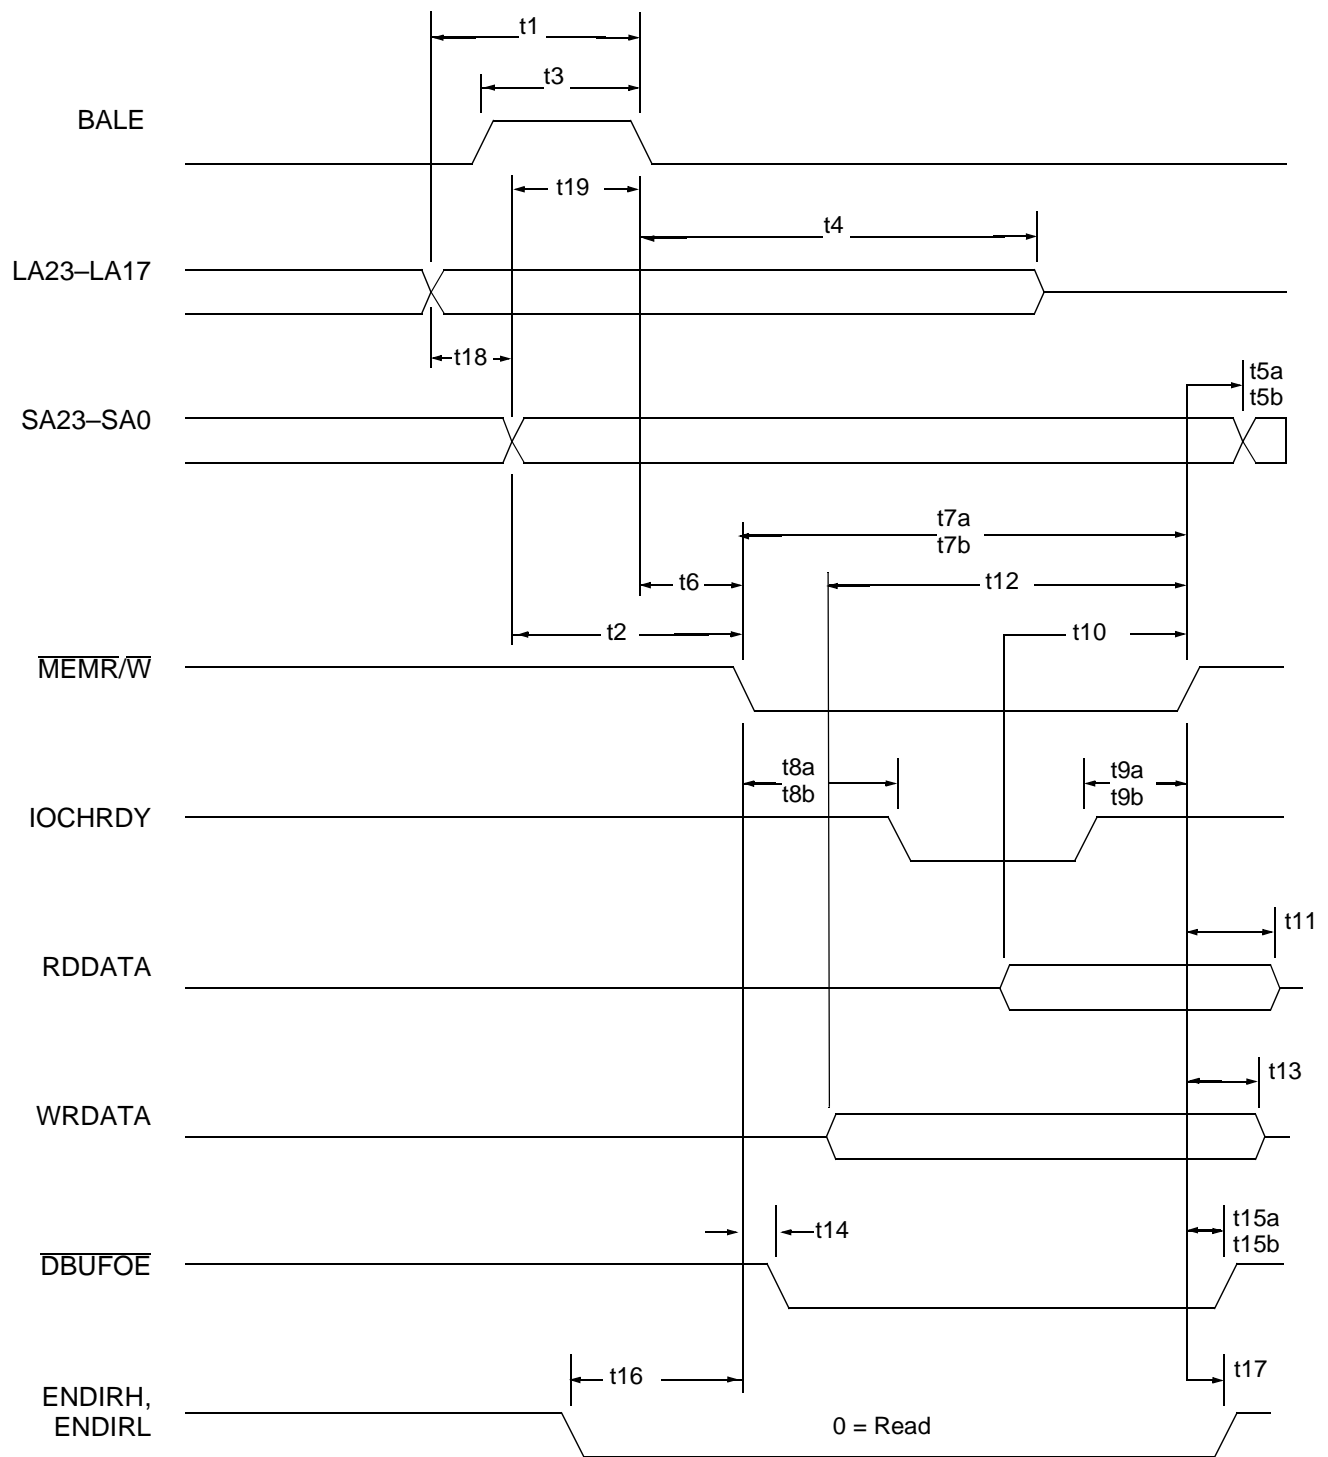 t1
t3
BALE
t19
t4
LA23–LA17
t18
t5a
t5b
SA23–SA0
t7a
t7b
t6
t12
t2
t10
MEMR/W
t8a
t8b
t9a
t9b
IOCHRDY
t11
RDDATA
t13
WRDATA
t14
t15a
t15b
DBUFOE
t16
t17
ENDIRH,
ENDIRL
0 = Read